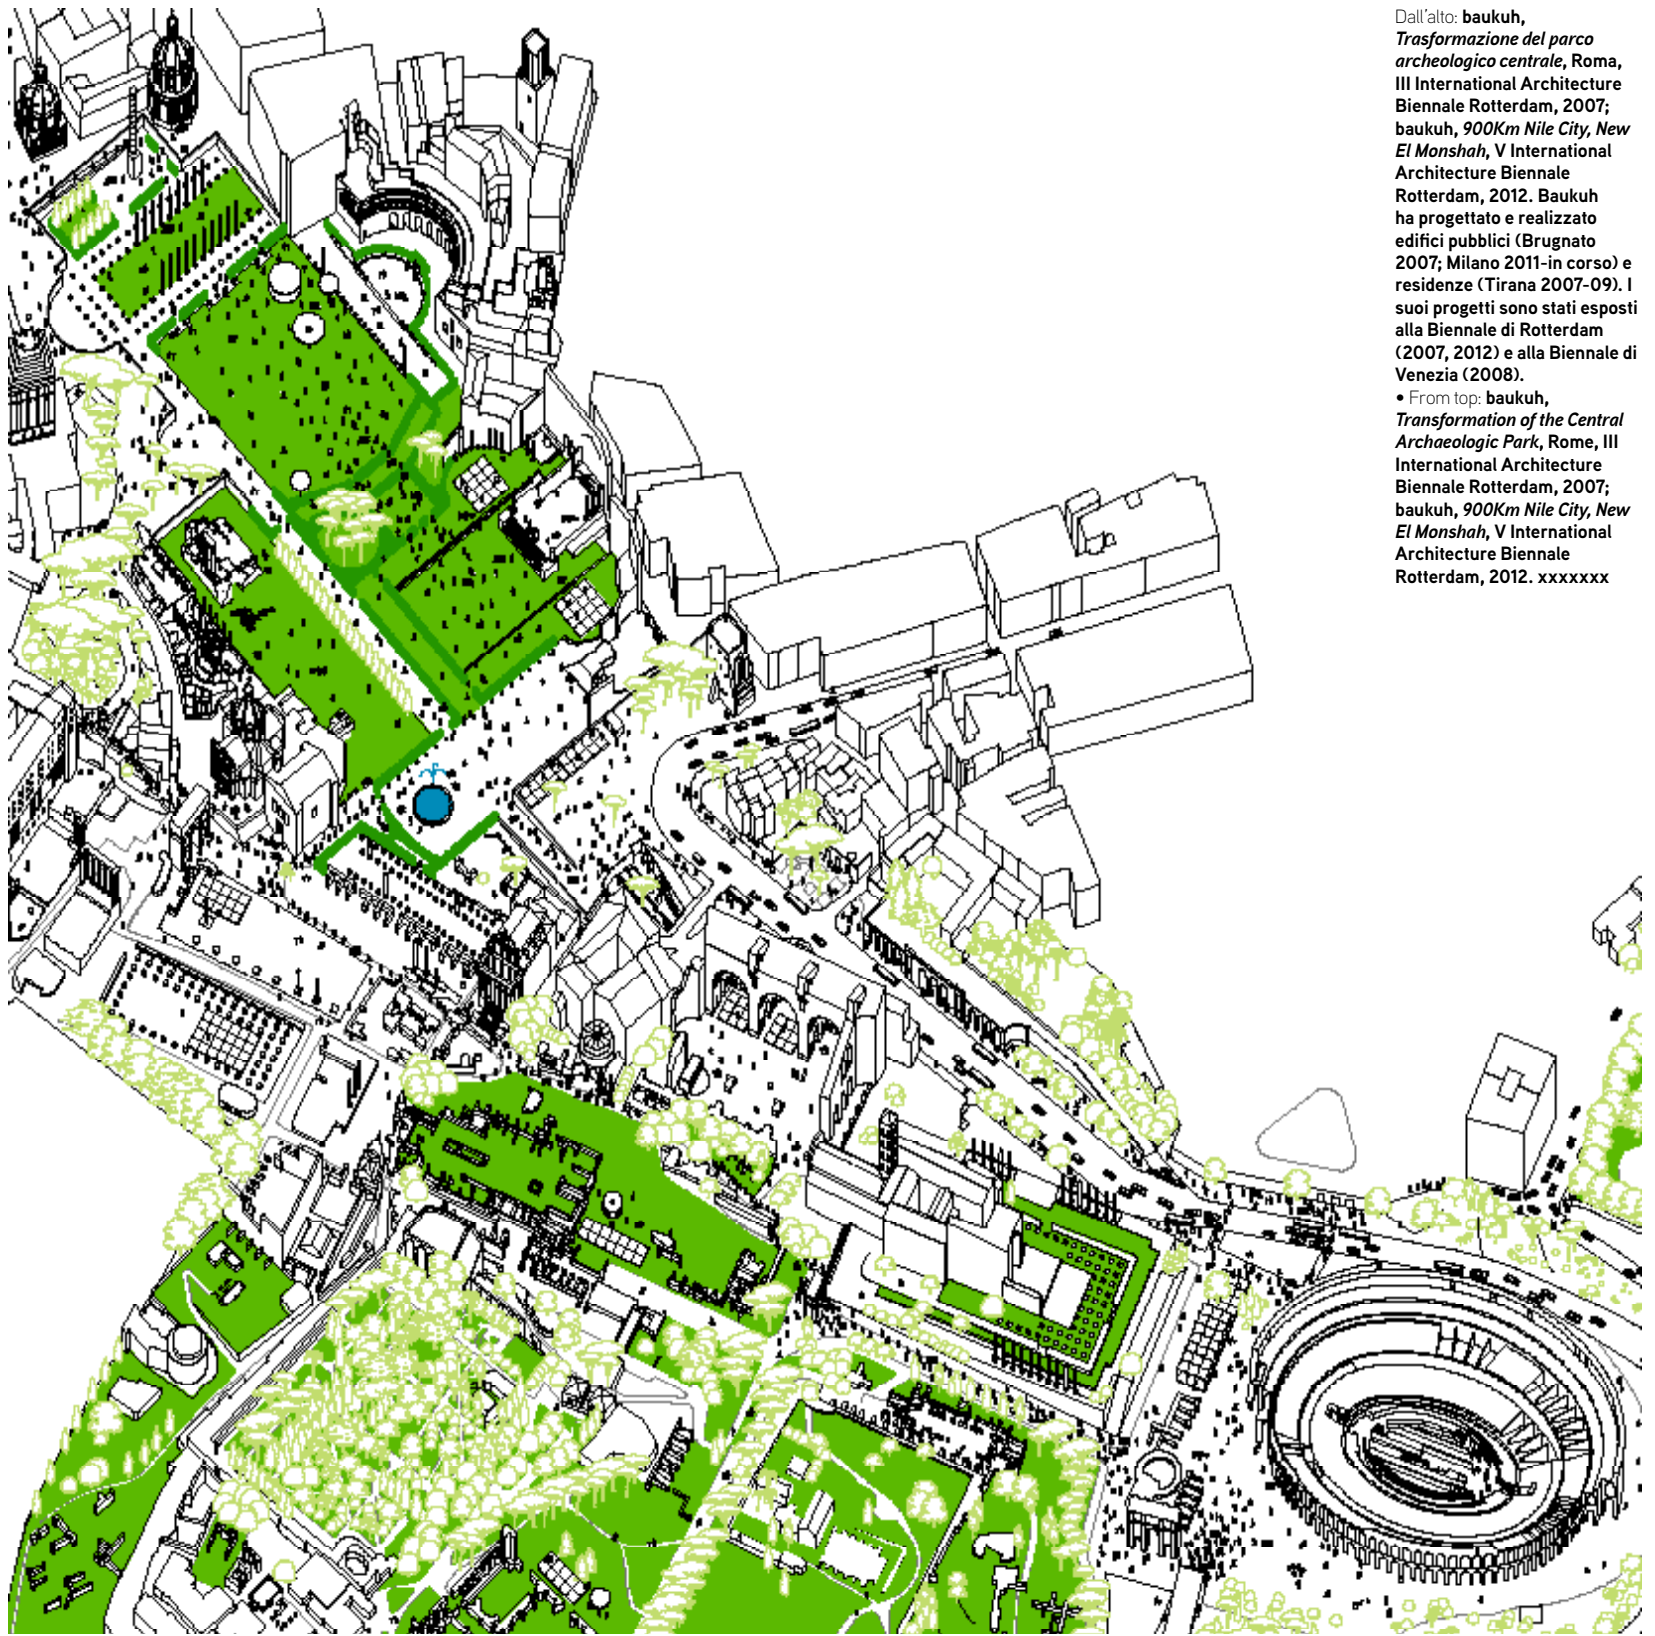 Dall'alto: baukuh,
Trasformazione del parco
archeologico centrale, Roma,
III International Architecture
Biennale Rotterdam, 2007;
baukuh, 900Km Nile City, New
El Monshah, V International
Architecture Biennale
Rotterdam, 2012. Baukuh
ha progettato e realizzato
edifici pubblici (Brugnato
2007; Milano 2011-in corso) e
residenze (Tirana 2007-09). I
suoi progetti sono stati esposti
alla Biennale di Rotterdam
(2007, 2012) e alla Biennale di
Venezia (2008).
• From top: baukuh,
Transformation of the Central
Archaeologic Park, Rome, III
International Architecture
Biennale Rotterdam, 2007;
baukuh, 900Km Nile City, New
El Monshah, V International
Architecture Biennale
Rotterdam, 2012. xxxxxxx